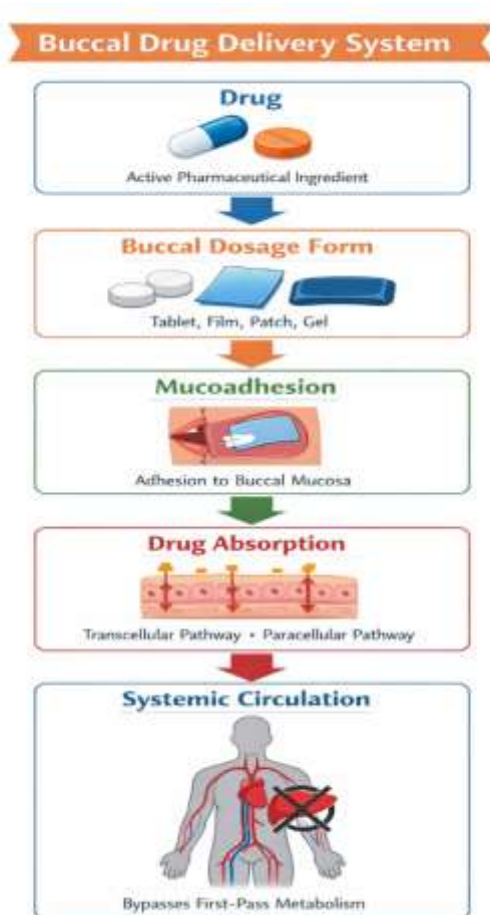 Buccal Drug Delivery System
Drug
Active Pharmaceutical Ingredient
Buccal Dosage Form
Tablet, Film, Patch, Gel
Mucoadhesion
Adhesion to Buccal Mucosa
Drug Absorption
Transcellular Pathway • Paracellular Pathway
Systemic Circulation
Bypasses First-Pass Metabolism